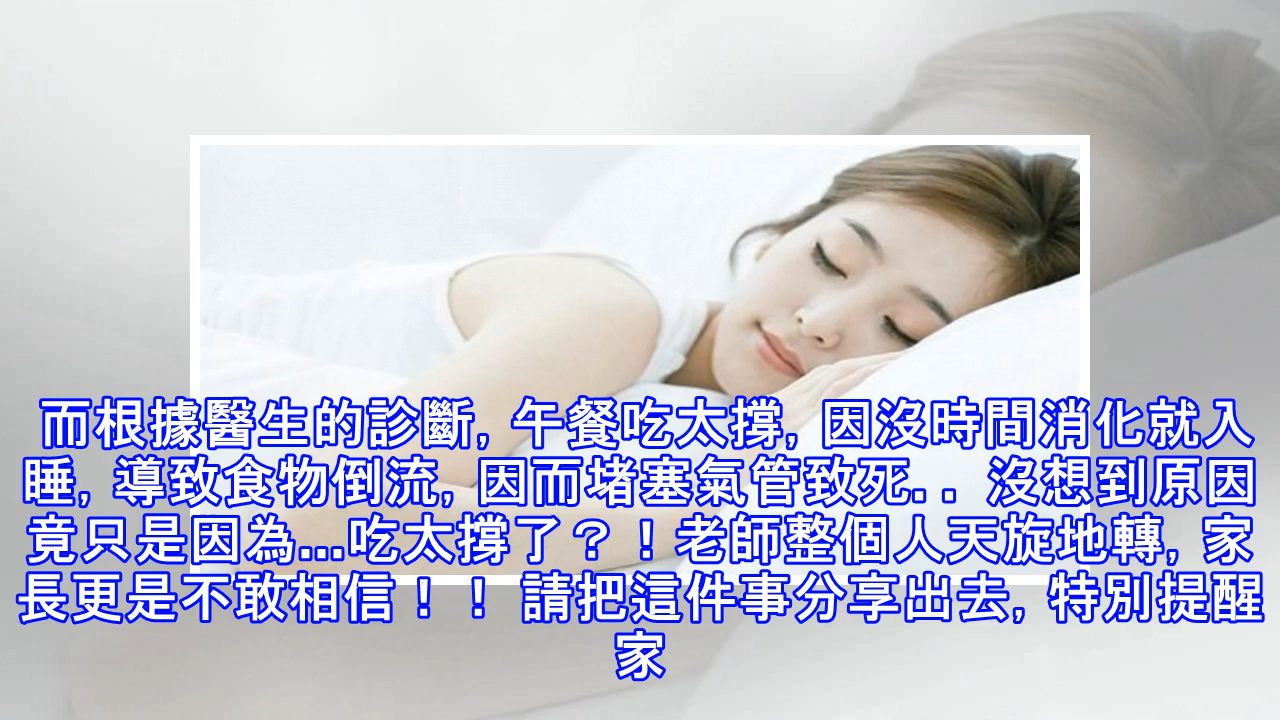 而根據醫生的診斷, 午餐吃太撐, 因沒時間消化就入
睡, 導致食物倒流, 因而堵塞氣管致死. . 沒想到原因
竟只是因為...吃太撐了？！老師整個人天旋地轉, 家
長更是不敢相信！！ 請把這件事分享出去, 特別提醒
家